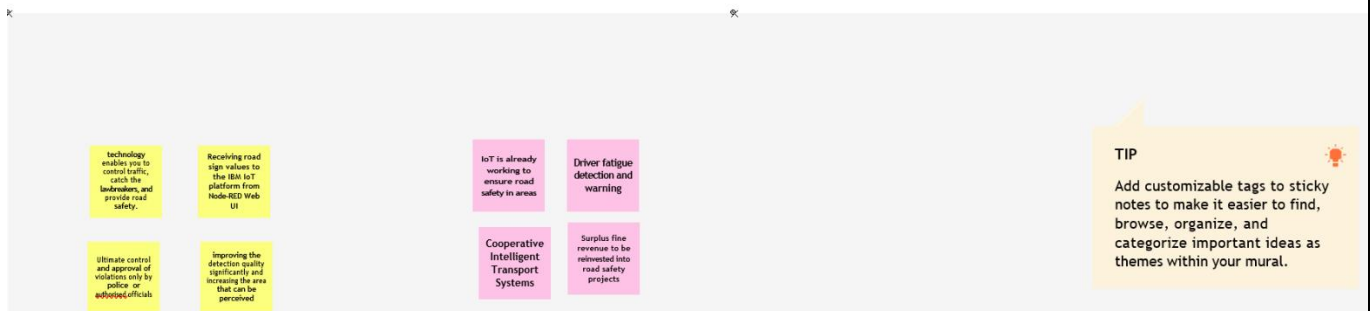 technology
enables you to
control traffic,
catch the
lawbreakers, and
provide road
safety.
Receiving road
sign values to
the IBM IoT
platform from
Node-RED Web
UI
Ultimate control
and approval of
violations only by
police or
authorised officials
improving the
detection quality
significantly and
increasing the area
that can be
perceived
IoT is already
working to
ensure road
safety in areas
Driver fatigue
detection and
warning
Cooperative
Intelligent
Transport
Systems
Surplus fine
revenue to be
reinvested into
road safety
projects
TIP
Add customizable tags to sticky
notes to make it easier to find,
browse, organize, and
categorize important ideas as
themes within your mural.